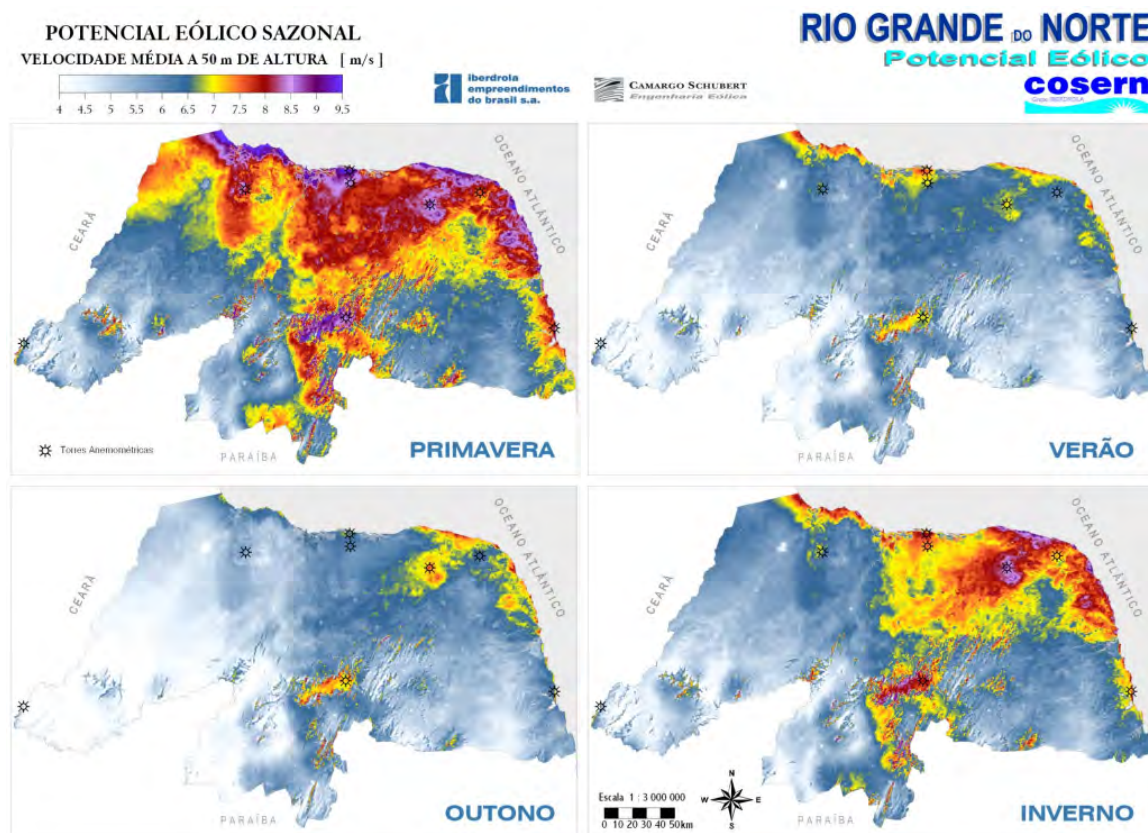 POTENCIAL EÓLICO SAZONAL
VELOCIDADE MÉDIA A 50 m DE ALTURA [ m/s ]
4 4.5 5 5.5 6 6.5 7 7.5 8 8.5 9 9.5
iberdrola
empreendimentos
do brasil s.a.
CAMARGO SCHUBERT
Engenharia Eólica
RIO GRANDE DO NORTE
Potencial Eólico
cosern
Grupo IBERDROLA
CEARÁ
OCEANO ATLÂNTICO
Torres Anemométricas
PARAÍBA
PRIMAVERA
CEARÁ
OCEANO ATLÂNTICO
PARAÍBA
VERÃO
CEARÁ
OCEANO ATLÂNTICO
PARAÍBA
OUTONO
CEARÁ
OCEANO ATLÂNTICO
Escala 1 : 3 000 000
0 10 20 30 40 50km
N
W E
S
PARAÍBA
INVERNO